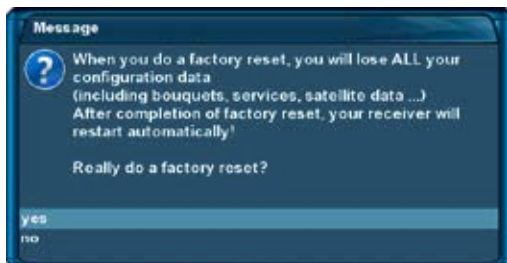 Message
When you do a factory reset, you will lose ALL your
configuration data
(including bouquets, services, satellite data ...)
After completion of factory reset, your receiver will
restart automatically!
Really do a factory reset?
yes
no